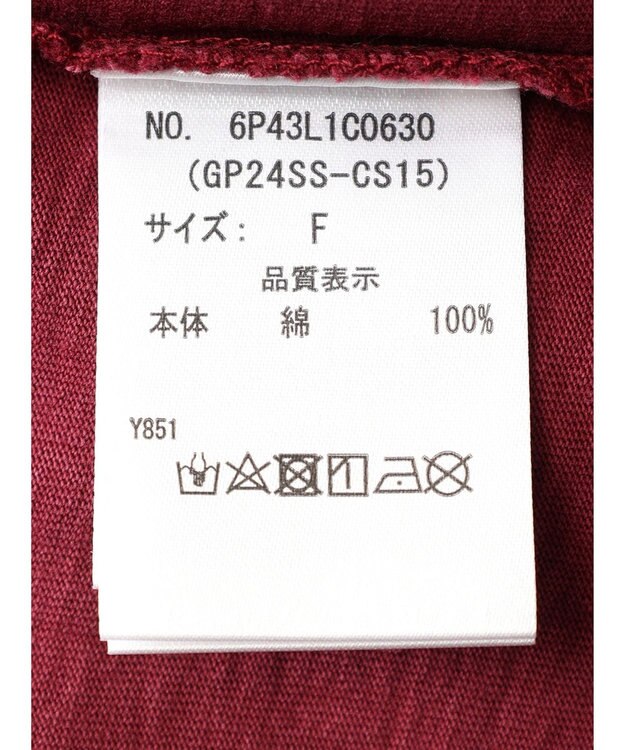 NO. 6P43L1C0630
(GP24SS-CS15)
サイズ: F
品質表示
本体 綿 100%
Y851